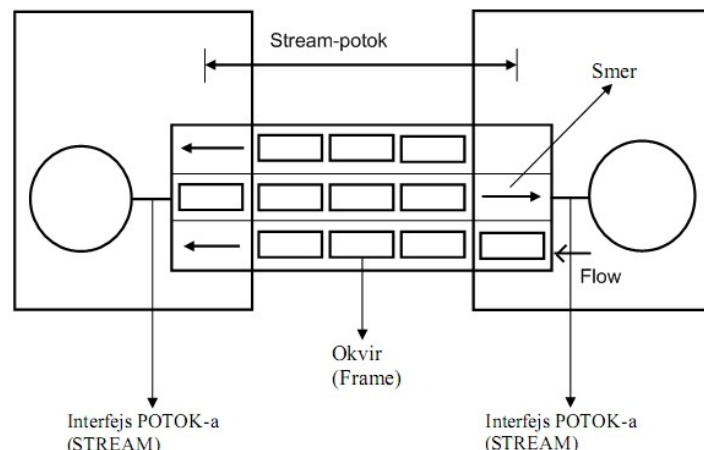 Stream-potok
Smer
Flow
Okvir
(Frame)
Interfejs POTOK-a
(STREAM)
Interfejs POTOK-a
(STREAM)